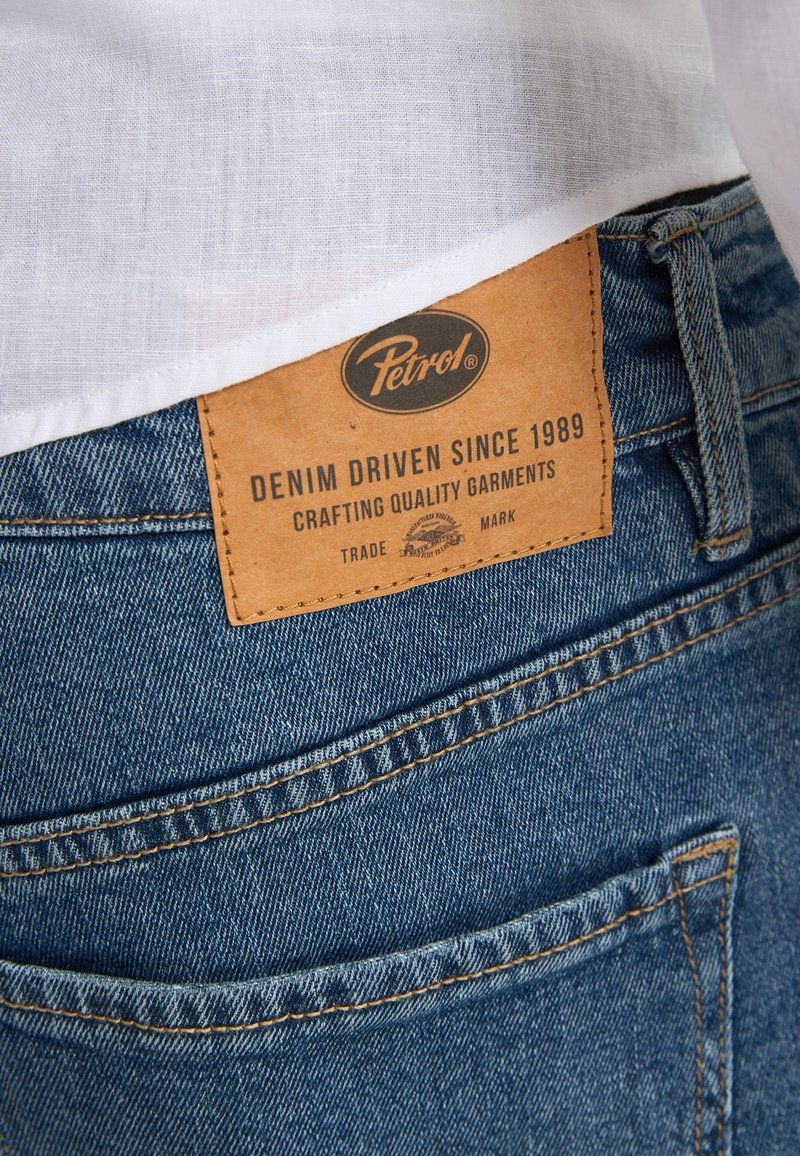 Petrol®
DENIM DRIVEN SINCE 1989
CRAFTING QUALITY GARMENTS
TRADE MARK